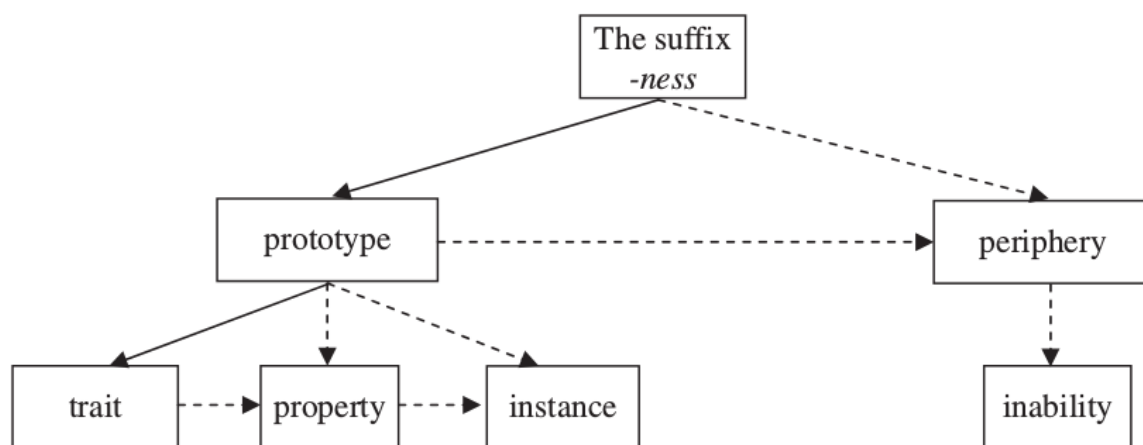 The suffix
-ness
prototype
periphery
trait
property
instance
inability